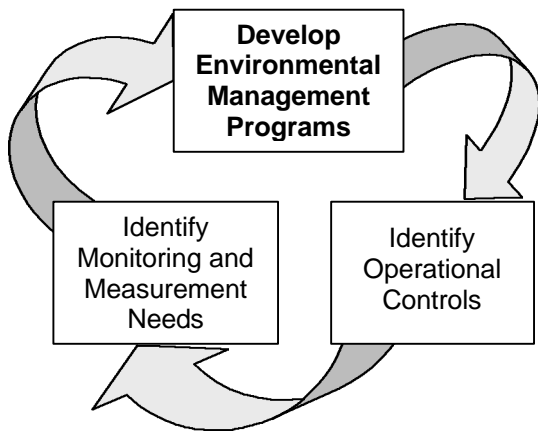 Develop
Environmental
Management
Programs
Identify
Monitoring and
Measurement
Needs
Identify
Operational
Controls